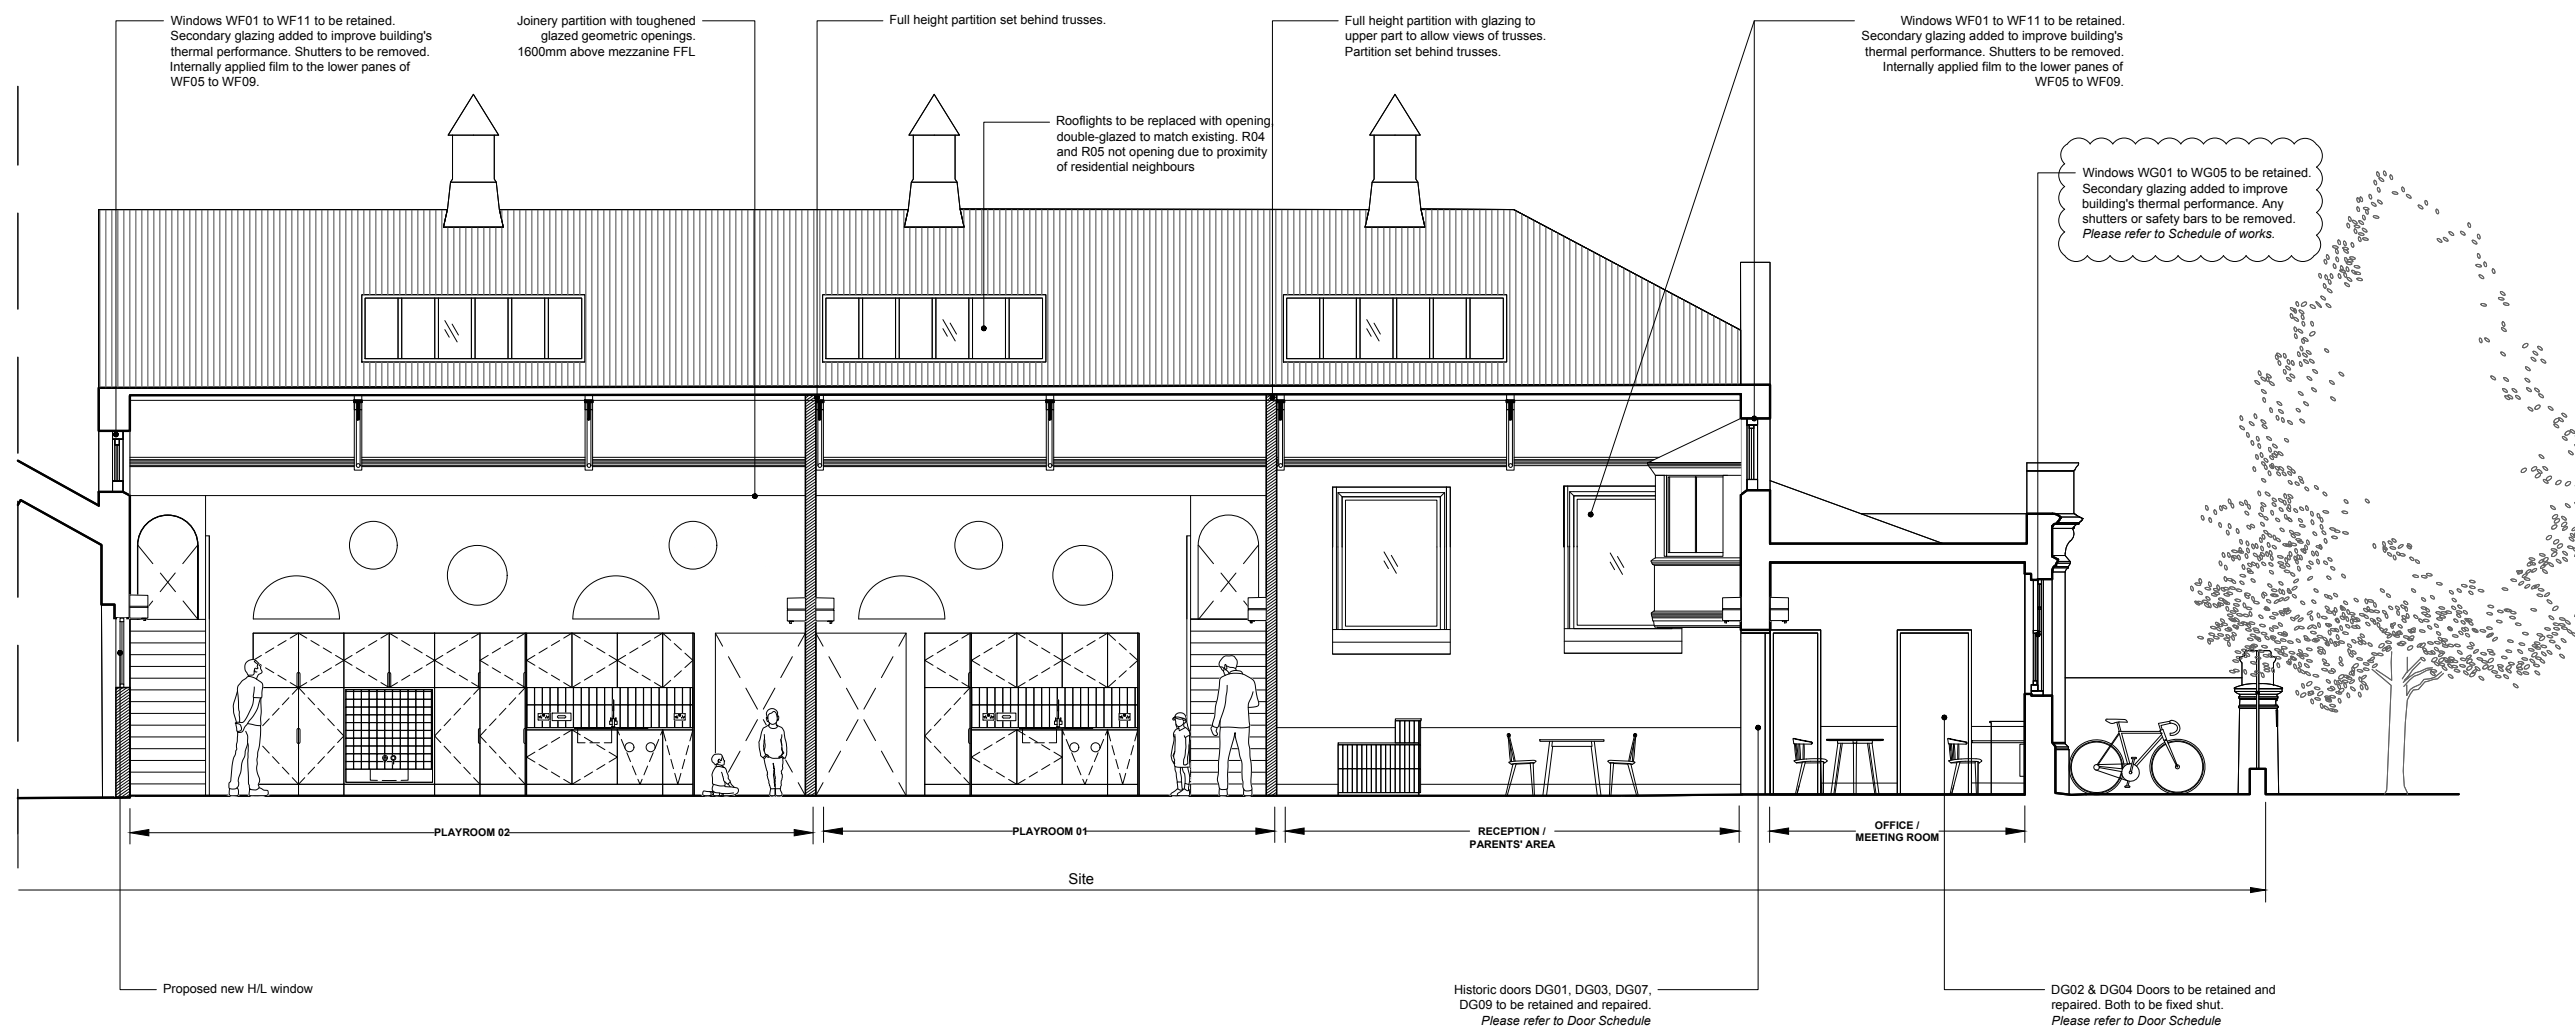 Windows WF01 to WF11 to be retained.
Secondary glazing added to improve building's
thermal performance. Shutters to be removed.
Internally applied film to the lower panes of
WF05 to WF09.
Joinery partition with toughened
glazed geometric openings.
1600mm above mezzanine FFL
Full height partition set behind trusses.
Full height partition with glazing to
upper part to allow views of trusses.
Partition set behind trusses.
Windows WF01 to WF11 to be retained.
Secondary glazing added to improve building's
thermal performance. Shutters to be removed.
Internally applied film to the lower panes of
WF05 to WF09.
Rooflights to be replaced with opening,
double-glazed to match existing. R04
and R05 not opening due to proximity
of residential neighbours
Windows WG01 to WG05 to be retained.
Secondary glazing added to improve
building's thermal performance. Any
shutters or safety bars to be removed.
Please refer to Schedule of works.
PLAYROOM 02
PLAYROOM 01
RECEPTION /
PARENTS' AREA
OFFICE /
MEETING ROOM
Site
Proposed new H/L window
Historic doors DG01, DG03, DG07,
DG09 to be retained and repaired.
Please refer to Door Schedule
DG02 & DG04 Doors to be retained and
repaired. Both to be fixed shut.
Please refer to Door Schedule